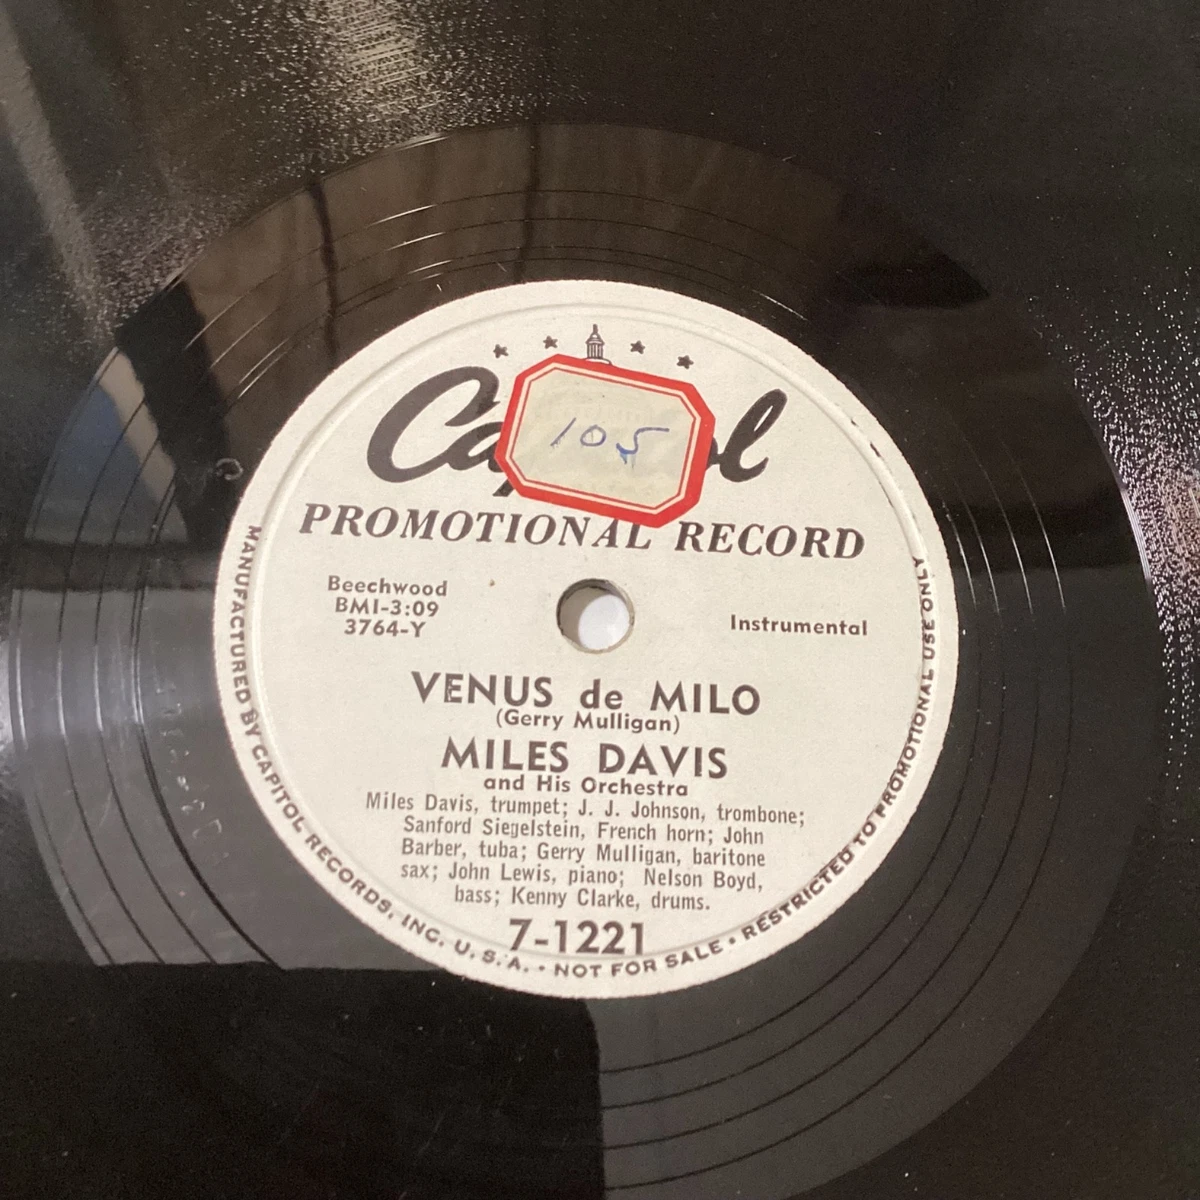 105
PROMOTIONAL RECORD
Beechwood
BMI-3:09
3764-Y
Instrumental
VENUS de MILO
(Gerry Mulligan)
MILES DAVIS
and His Orchestra
Miles Davis, trumpet; J. J. Johnson, trombone;
Sanford Siegelstein, French horn; John
Barber, tuba; Gerry Mulligan, baritone
sax; John Lewis, piano; Nelson Boyd,
bass; Kenny Clarke, drums.
7-1221
MANUFACTURED BY CAPITOL RECORDS, INC. U.S.A. • NOT FOR SALE • RESTRICTED TO PROMOTIONAL USE ONLY